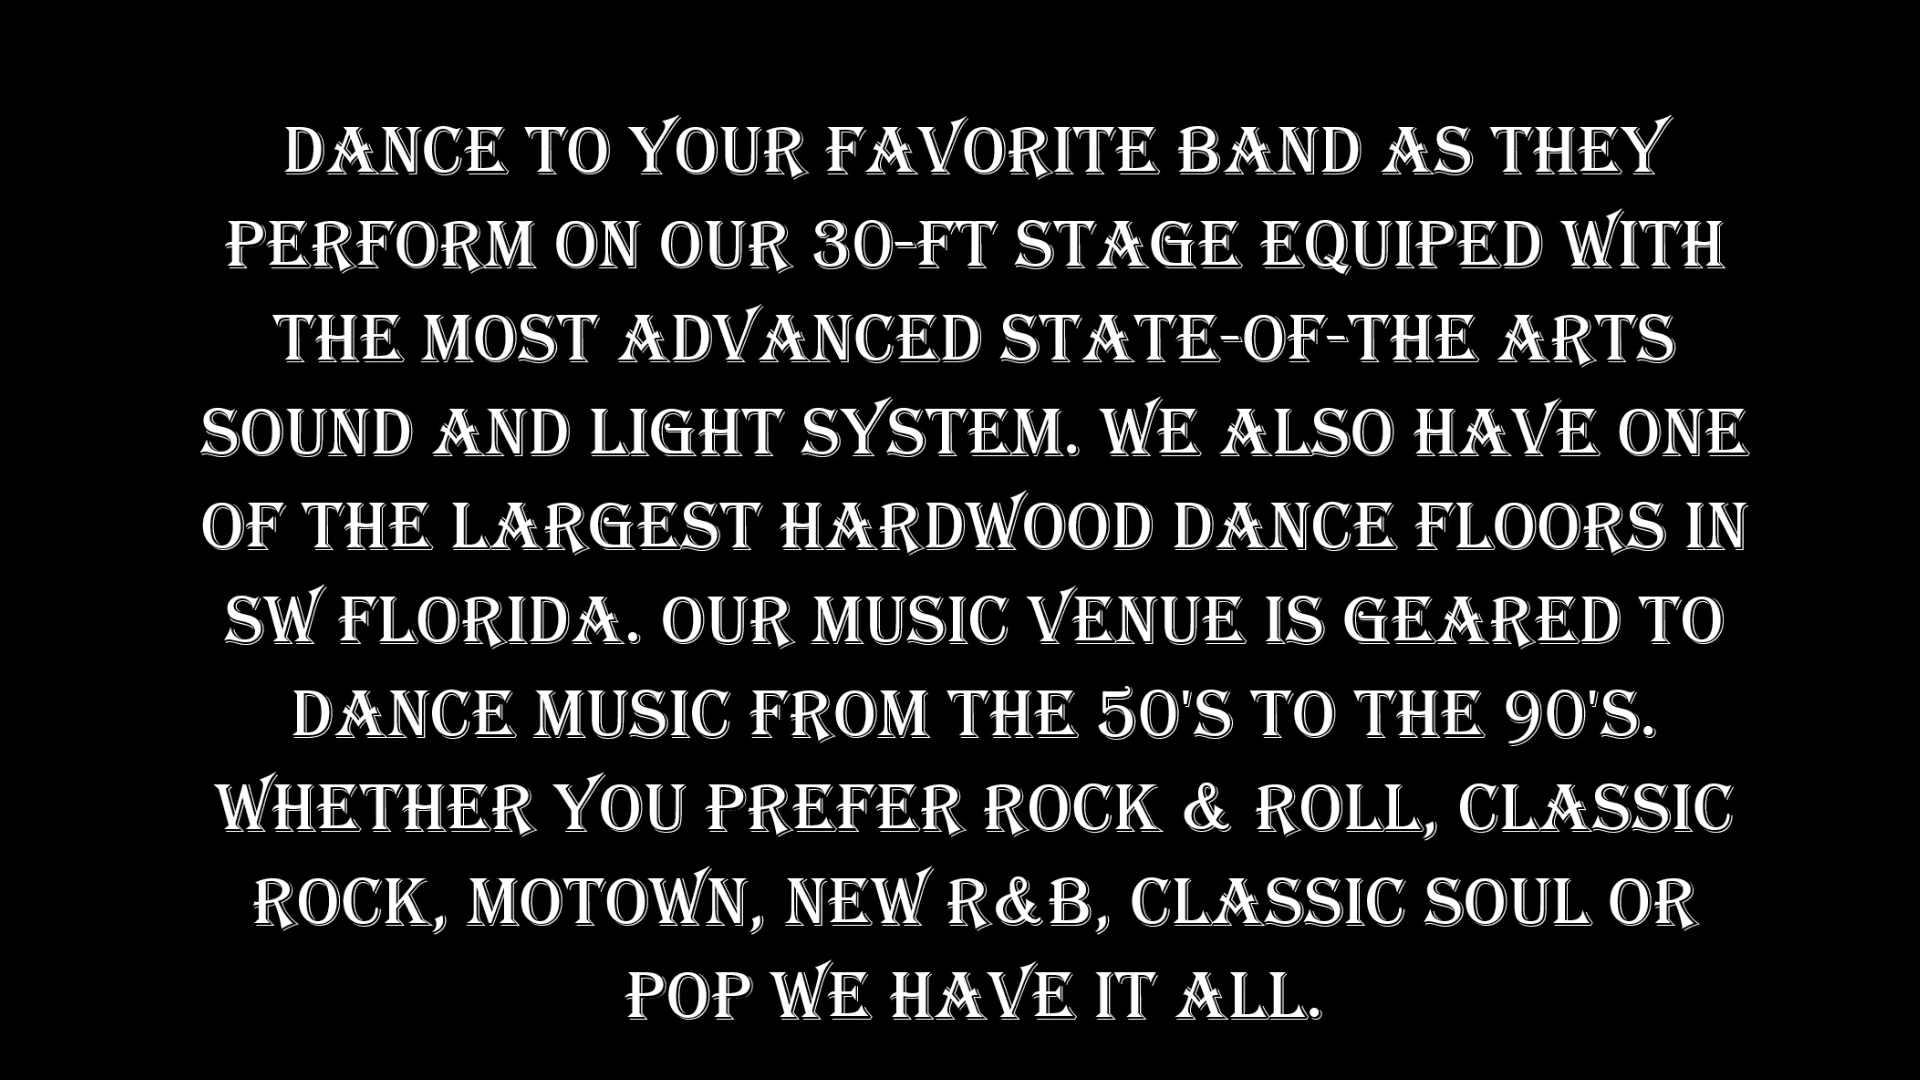 DANCE TO YOUR FAVORITE BAND AS THEY
PERFORM ON OUR 30-FT STAGE EQUIPED WITH
THE MOST ADVANCED STATE-OF-THE ARTS
SOUND AND LIGHT SYSTEM. WE ALSO HAVE ONE
OF THE LARGEST HARDWOOD DANCE FLOORS IN
SW FLORIDA. OUR MUSIC VENUE IS GEARED TO
DANCE MUSIC FROM THE 50'S TO THE 90'S.
WHETHER YOU PREFER ROCK & ROLL, CLASSIC
ROCK, MOTOWN, NEW R&B, CLASSIC SOUL OR
POP WE HAVE IT ALL.